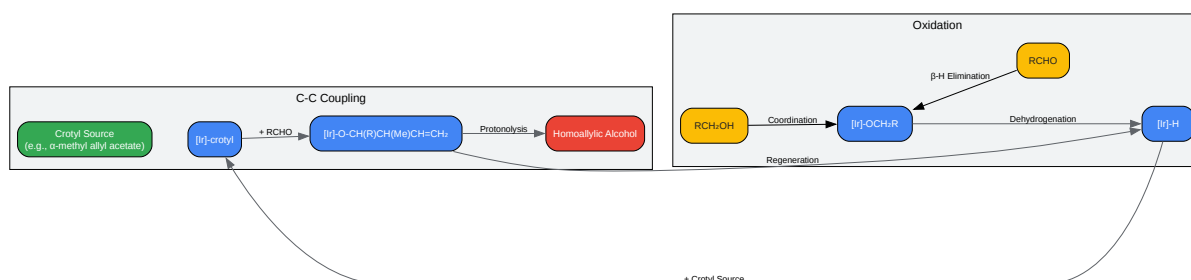 Oxidation
RCHO
β-H Elimination
C-C Coupling
Crotyl Source
(e.g., α-methyl allyl acetate)
[Ir]-crotyl
+ RCHO
[Ir]-O-CH(R)CH(Me)CH=CH₂
Protonolysis
Homoallylic Alcohol
RCH₂OH
Coordination
[Ir]-OCH₂R
Dehydrogenation
[Ir]-H
Regeneration
+ Crotyl Source